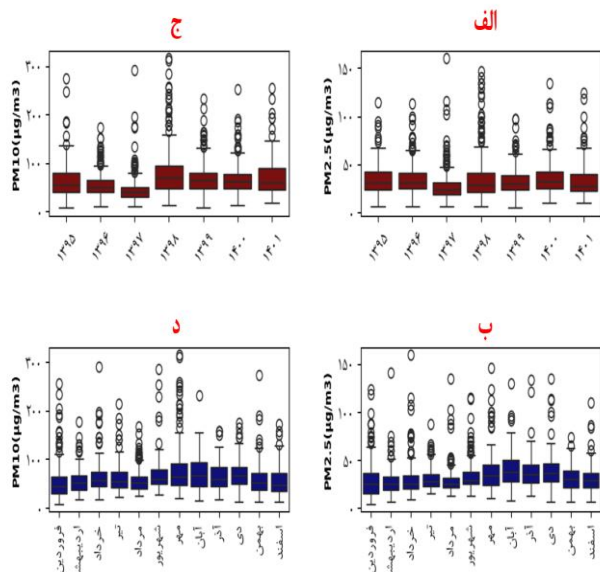 الف
PM2.5(μg/m3)
۱۵۰
۱۰۰
۵۰
۰
۱۳۹۵ ۱۳۹۶ ۱۳۹۷ ۱۳۹۸ ۱۳۹۹ ۱۴۰۰ ۱۴۰۱
ج
PM10(μg/m3)
۳۰۰
۲۰۰
۱۰۰
۰
۱۳۹۵ ۱۳۹۶ ۱۳۹۷ ۱۳۹۸ ۱۳۹۹ ۱۴۰۰ ۱۴۰۱
ب
PM2.5(μg/m3)
۱۵۰
۱۰۰
۵۰
۰
فروردین اردیبهشت خرداد تیر مرداد شهریور مهر آبان آذر دی بهمن اسفند
د
PM10(μg/m3)
۳۰۰
۲۰۰
۱۰۰
۰
فروردین اردیبهشت خرداد تیر مرداد شهریور مهر آبان آذر دی بهمن اسفند